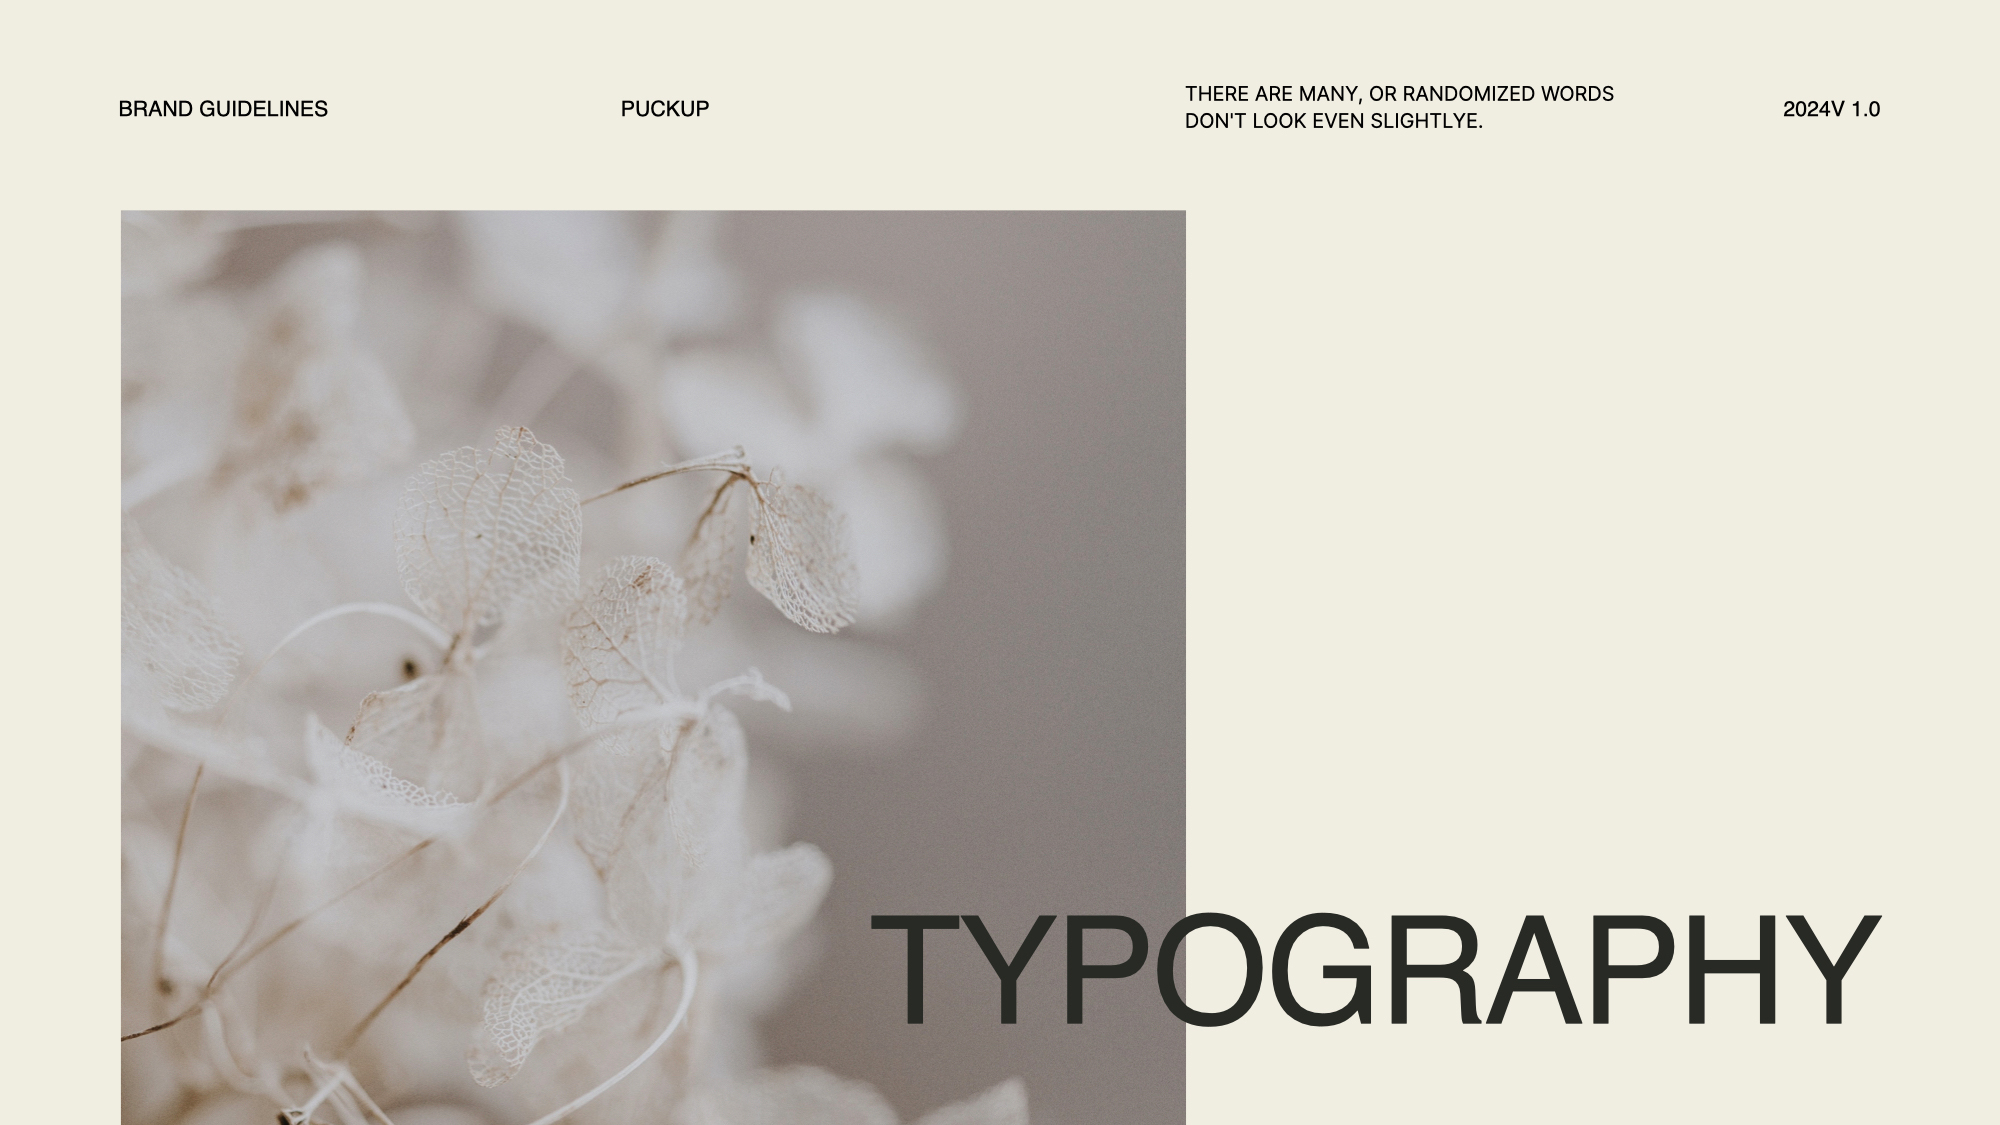 BRAND GUIDELINES
PUCKUP
THERE ARE MANY, OR RANDOMIZED WORDS
DON'T LOOK EVEN SLIGHTLYE.
2024V 1.0
TYPOGRAPHY